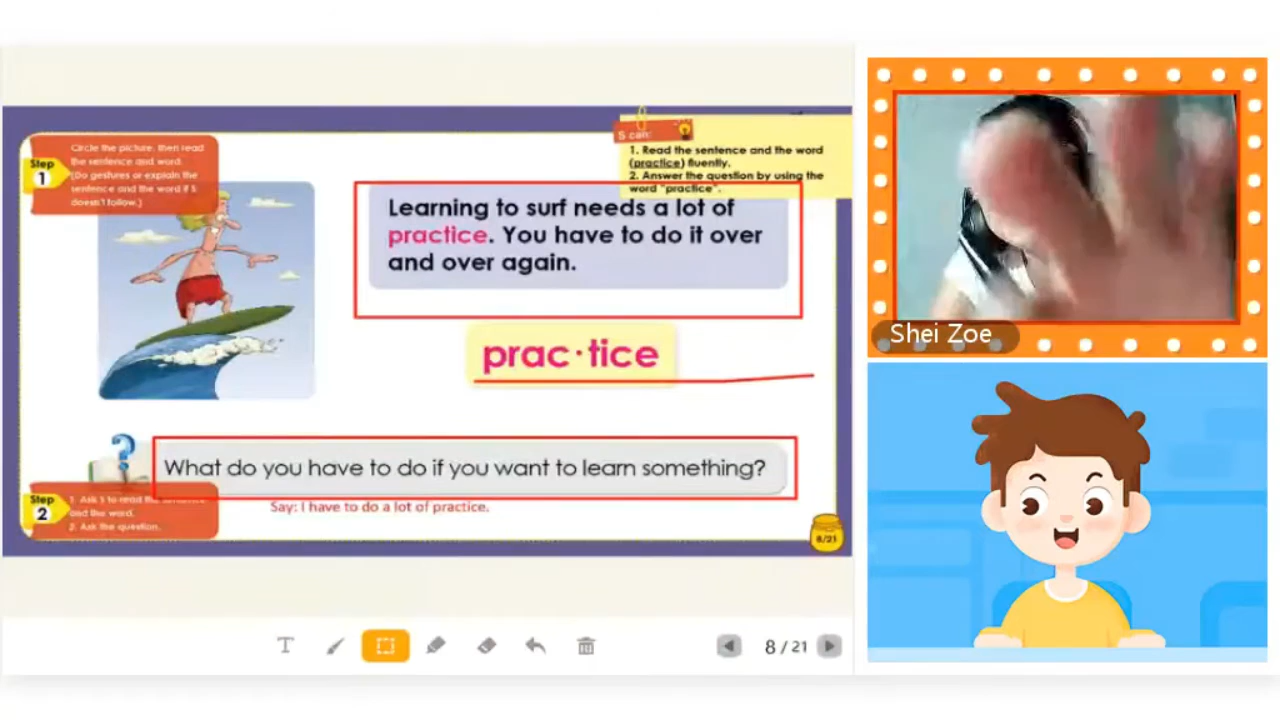 Step
1
Circle the picture, then read
the sentence and word.
(Do gestures or explain the
sentence and the word if S
doesn't follow.)
S can:
1. Read the sentence and the word
(practice) fluently.
2. Answer the question by using the
word "practice".
Learning to surf needs a lot of
practice. You have to do it over
and over again.
prac·tice
What do you have to do if you want to learn something?
Step
2
1. Ask S to read the sentence
and the word.
2. Ask the question.
Say: I have to do a lot of practice.
8/21
T
8 / 21
Shei Zoe